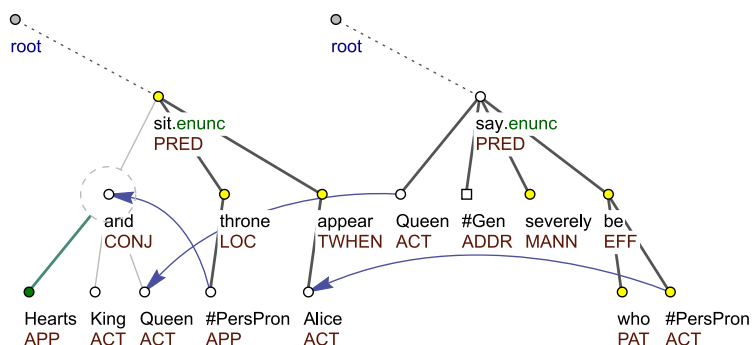 root root
sit.enunc say.enunc
PRED PRED
and throne appear Queen #Gen severely be
CONJ LOC TWHEN ACT ADDR MANN EFF
Hearts King Queen #PersPron Alice who #PersPron
APP ACT ACT APP ACT PAT ACT